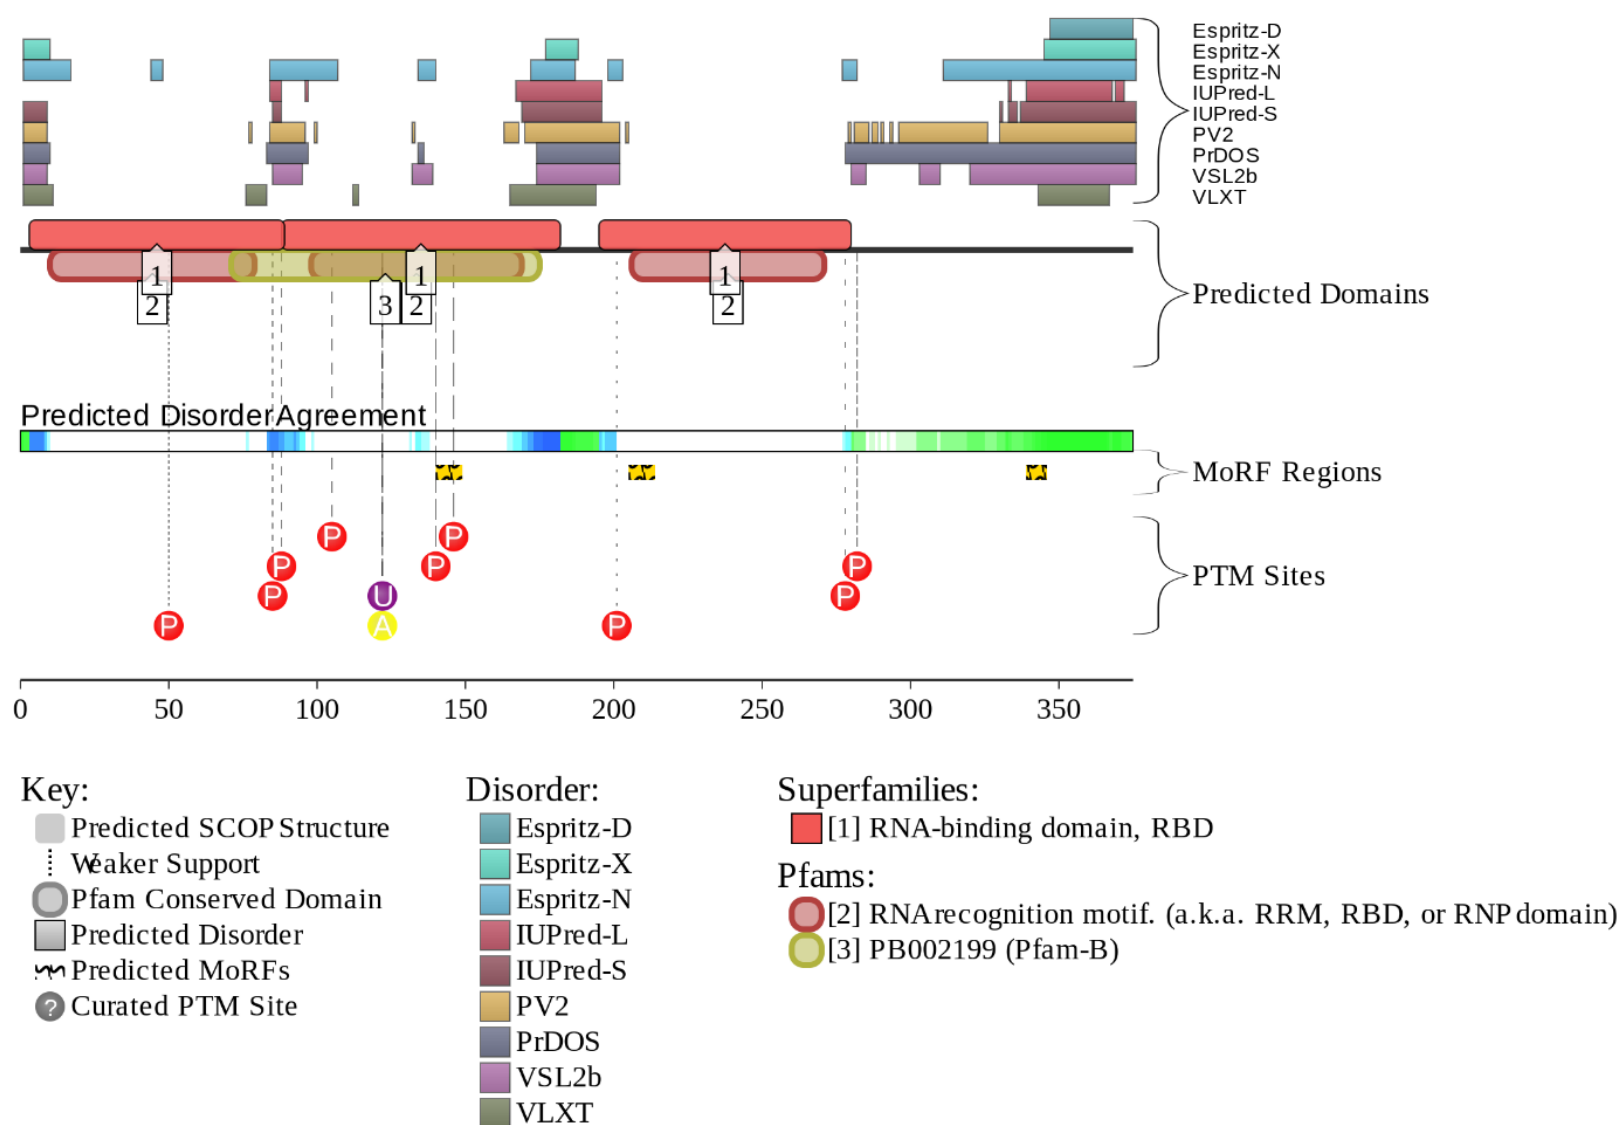 Espritz-D
Espritz-X
Espritz-N
IUPred-L
IUPred-S
PV2
PrDOS
VSL2b
VLXT
1
2
3
1
2
1
2
Predicted Domains
Predicted Disorder Agreement
MoRF Regions
P
P
P
P
P
P
U
P
P
P
A
P
PTM Sites
0 50 100 150 200 250 300 350
Key:
Predicted SCOP Structure
Weaker Support
Pfam Conserved Domain
Predicted Disorder
Predicted MoRFs
? Curated PTM Site
Disorder:
Espritz-D
Espritz-X
Espritz-N
IUPred-L
IUPred-S
PV2
PrDOS
VSL2b
VLXT
Superfamilies:
[1] RNA-binding domain, RBD
Pfams:
[2] RNA recognition motif. (a.k.a. RRM, RBD, or RNP domain)
[3] PB002199 (Pfam-B)